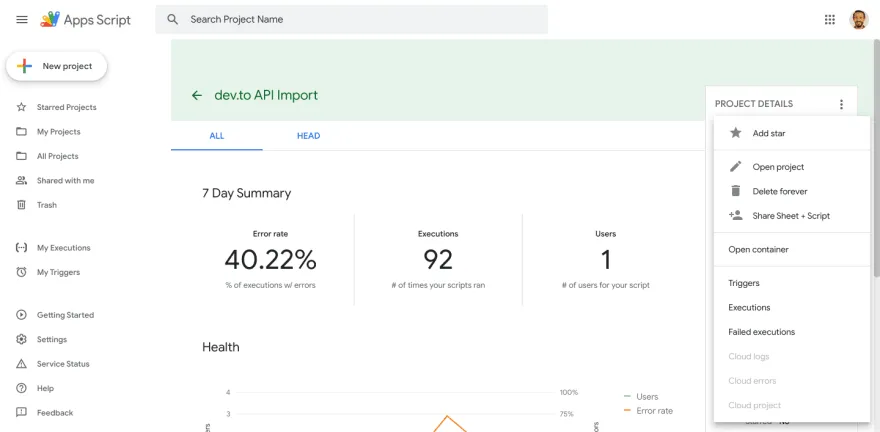 Apps Script
Search Project Name
New project
Starred Projects
My Projects
All Projects
Shared with me
Trash
My Executions
My Triggers
Getting Started
Settings
Service Status
Help
Feedback
dev.to API Import
ALL
HEAD
7 Day Summary
Error rate
40.22%
% of executions w/ errors
Executions
92
# of times your scripts ran
Users
1
# of users for your script
Health
4
3
100%
75%
Users
Error rate
PROJECT DETAILS
Add star
Open project
Delete forever
Share Sheet + Script
Open container
Triggers
Executions
Failed executions
Cloud logs
Cloud errors
Cloud project